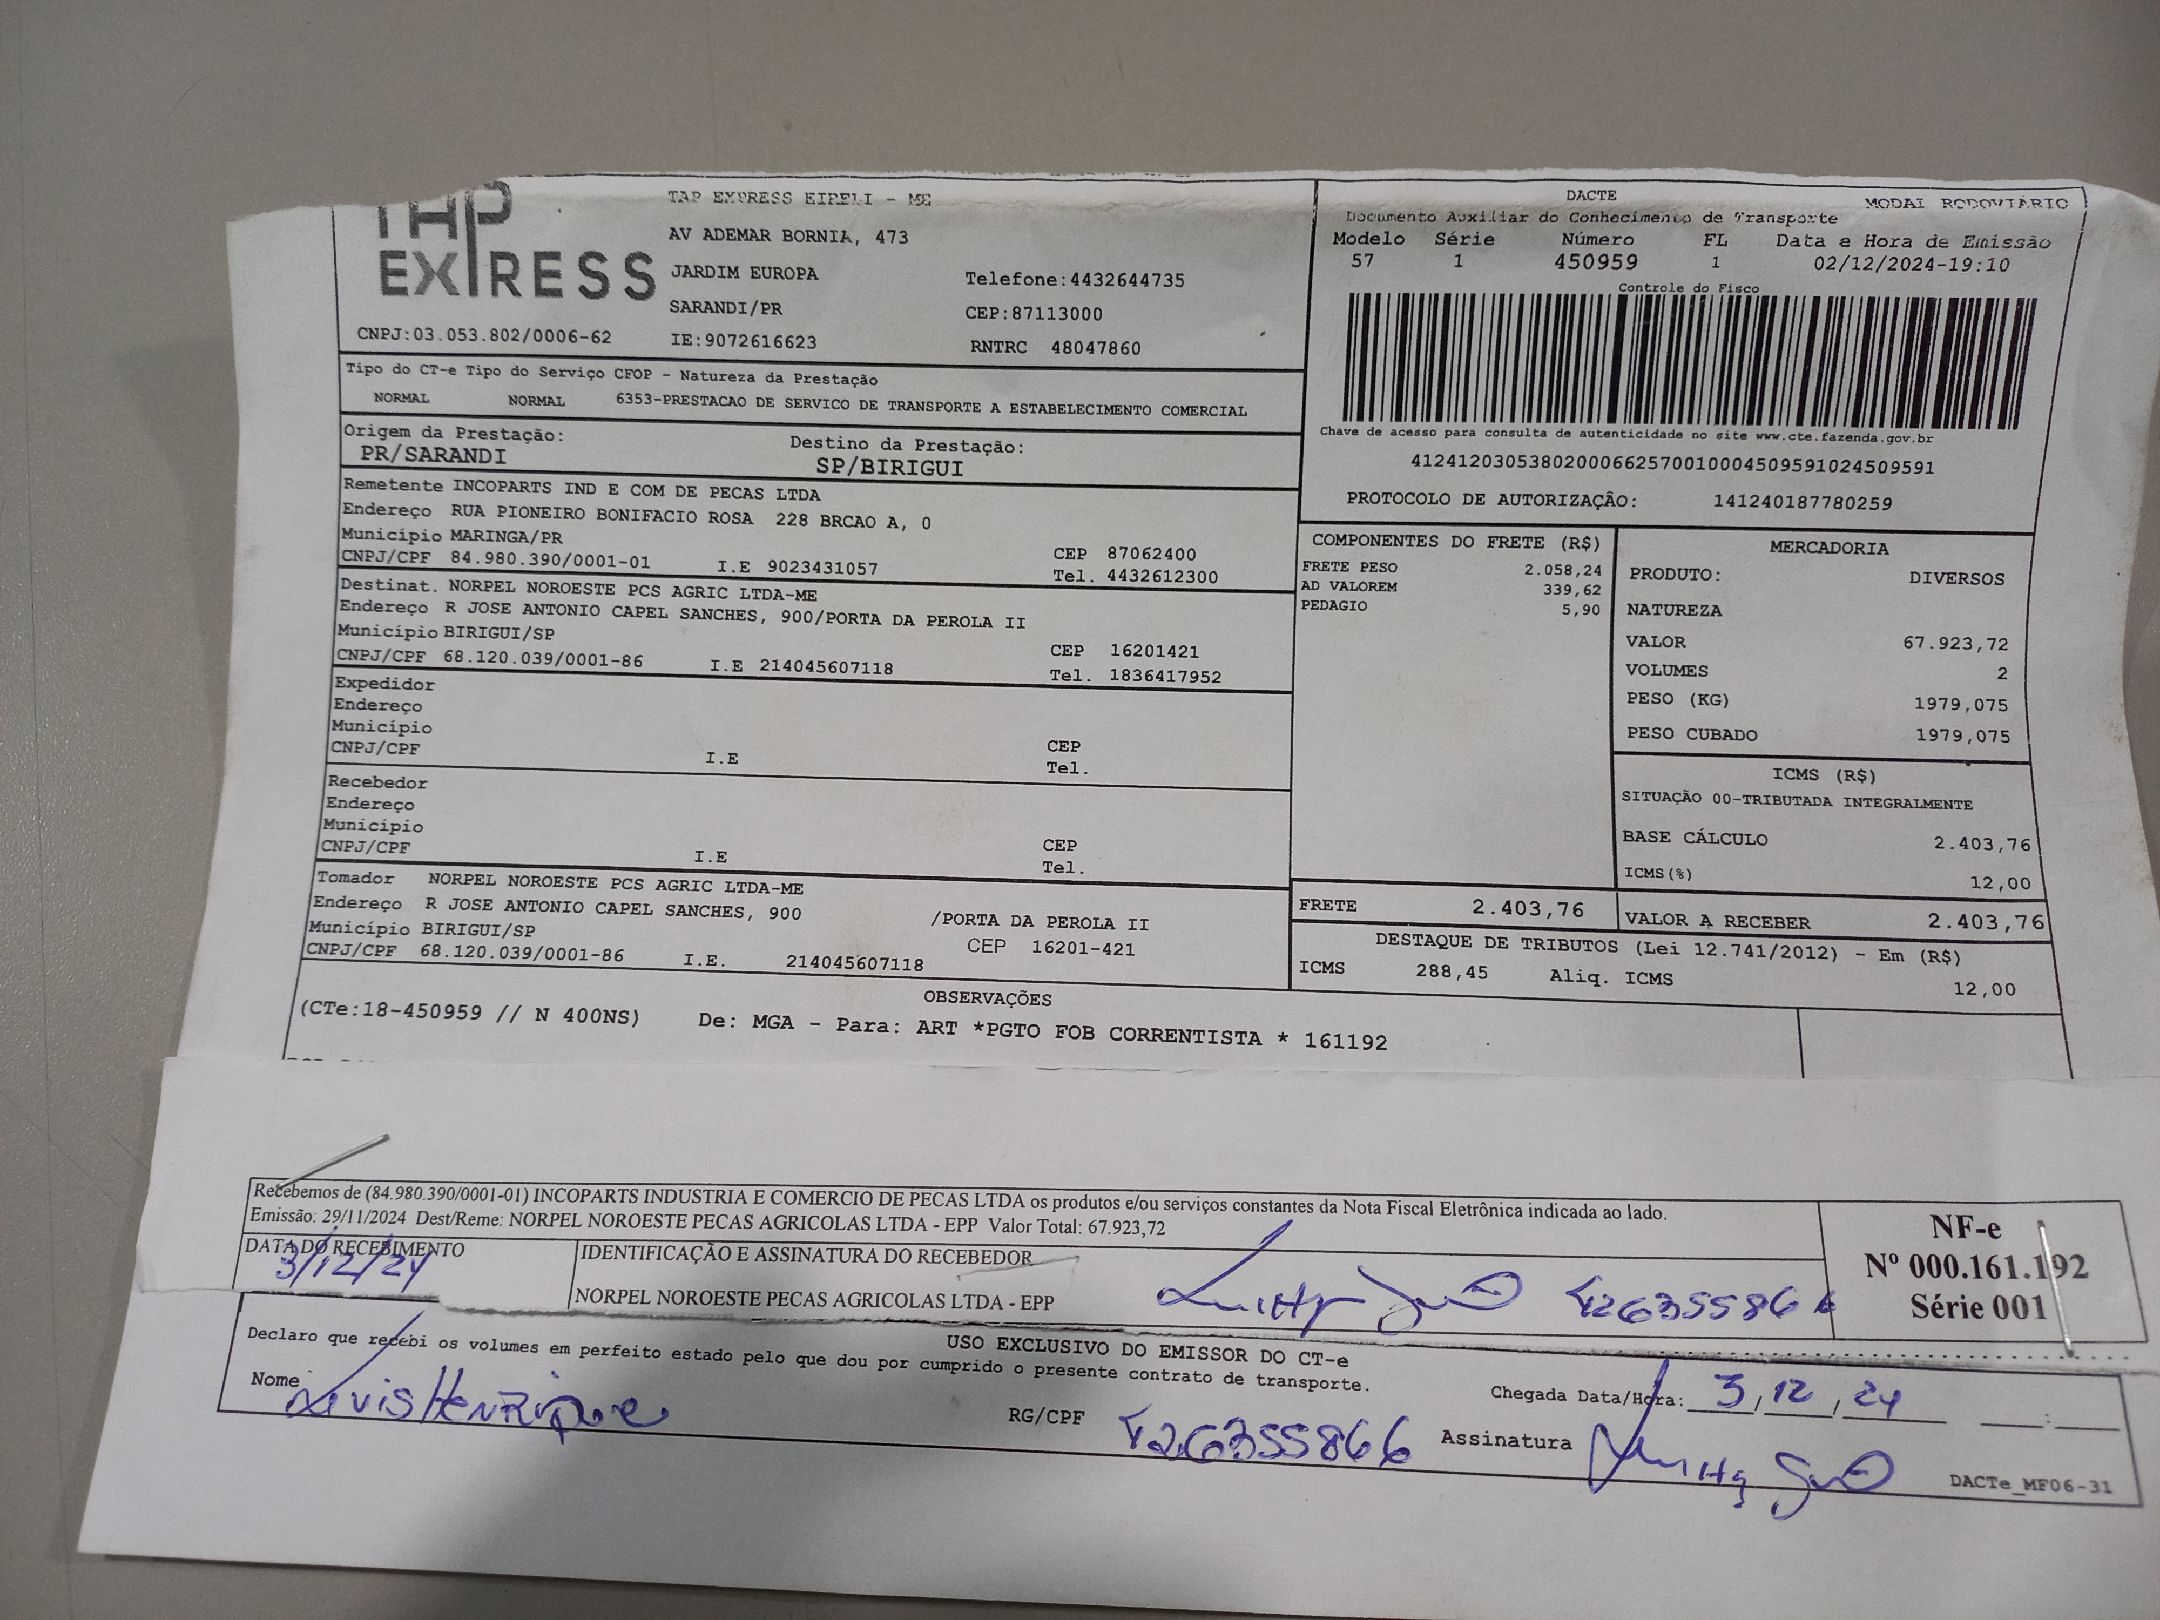 TAP
EXPRESS
TAP EXPRESS EIRELI - ME
AV ADEMAR BORNIA, 473
JARDIM EUROPA
Telefone:4432644735
SARANDI/PR
CEP:87113000
CNPJ:03.053.802/0006-62
IE:9072616623
RNTRC 48047860
DACTE
MODAL RODOVIÁRIO
Documento Auxiliar do Conhecimento de Transporte
Modelo Série Número FL Data e Hora de Emissão
57 1 450959 1 02/12/2024-19:10
Controle do Fisco
Chave de acesso para consulta de autenticidade no site www.cte.fazenda.gov.br
41241203053802000662570010004509591024509591
PROTOCOLO DE AUTORIZAÇÃO: 141240187780259
Tipo do CT-e Tipo do Serviço CFOP - Natureza da Prestação
NORMAL NORMAL 6353-PRESTACAO DE SERVICO DE TRANSPORTE A ESTABELECIMENTO COMERCIAL
Origem da Prestação: Destino da Prestação:
PR/SARANDI SP/BIRIGUI
Remetente INCOPARTS IND E COM DE PECAS LTDA
Endereço RUA PIONEIRO BONIFACIO ROSA 228 BRCAO A, 0
Município MARINGA/PR CEP 87062400
CNPJ/CPF 84.980.390/0001-01 I.E 9023431057 Tel. 4432612300
Destinat. NORPEL NOROESTE PCS AGRIC LTDA-ME
Endereço R JOSE ANTONIO CAPEL SANCHES, 900/PORTA DA PEROLA II
Município BIRIGUI/SP CEP 16201421
CNPJ/CPF 68.120.039/0001-86 I.E 214045607118 Tel. 1836417952
Expedidor
Endereço
Município CEP
CNPJ/CPF I.E Tel.
Recebedor
Endereço
Município CEP
CNPJ/CPF I.E Tel.
Tomador NORPEL NOROESTE PCS AGRIC LTDA-ME
Endereço R JOSE ANTONIO CAPEL SANCHES, 900 /PORTA DA PEROLA II
Município BIRIGUI/SP CEP 16201-421
CNPJ/CPF 68.120.039/0001-86 I.E. 214045607118
COMPONENTES DO FRETE (R$)
FRETE PESO 2.058,24
AD VALOREM 339,62
PEDAGIO 5,90
MERCADORIA
PRODUTO: DIVERSOS
NATUREZA
VALOR 67.923,72
VOLUMES 2
PESO (KG) 1979,075
PESO CUBADO 1979,075
ICMS (R$)
SITUAÇÃO 00-TRIBUTADA INTEGRALMENTE
BASE CÁLCULO 2.403,76
ICMS(%) 12,00
FRETE 2.403,76 VALOR A RECEBER 2.403,76
DESTAQUE DE TRIBUTOS (Lei 12.741/2012) - Em (R$)
ICMS 288,45 Aliq. ICMS 12,00
OBSERVAÇÕES
(CTe:18-450959 // N 400NS) De: MGA - Para: ART *PGTO FOB CORRENTISTA * 161192
Recebemos de (84.980.390/0001-01) INCOPARTS INDUSTRIA E COMERCIO DE PECAS LTDA os produtos e/ou serviços constantes da Nota Fiscal Eletrônica indicada ao lado.
Emissão: 29/11/2024 Dest/Reme: NORPEL NOROESTE PECAS AGRICOLAS LTDA - EPP Valor Total: 67.923,72
DATA DO RECEBIMENTO IDENTIFICAÇÃO E ASSINATURA DO RECEBEDOR
3/12/24
NORPEL NOROESTE PECAS AGRICOLAS LTDA - EPP 426355866
NF-e
Nº 000.161.192
Série 001
USO EXCLUSIVO DO EMISSOR DO CT-e
Declaro que recebi os volumes em perfeito estado pelo que dou por cumprido o presente contrato de transporte.
Nome Luis Henrique RG/CPF 426355866
Chegada Data/Hora: 3/12/24
Assinatura
DACTe_MF06-31